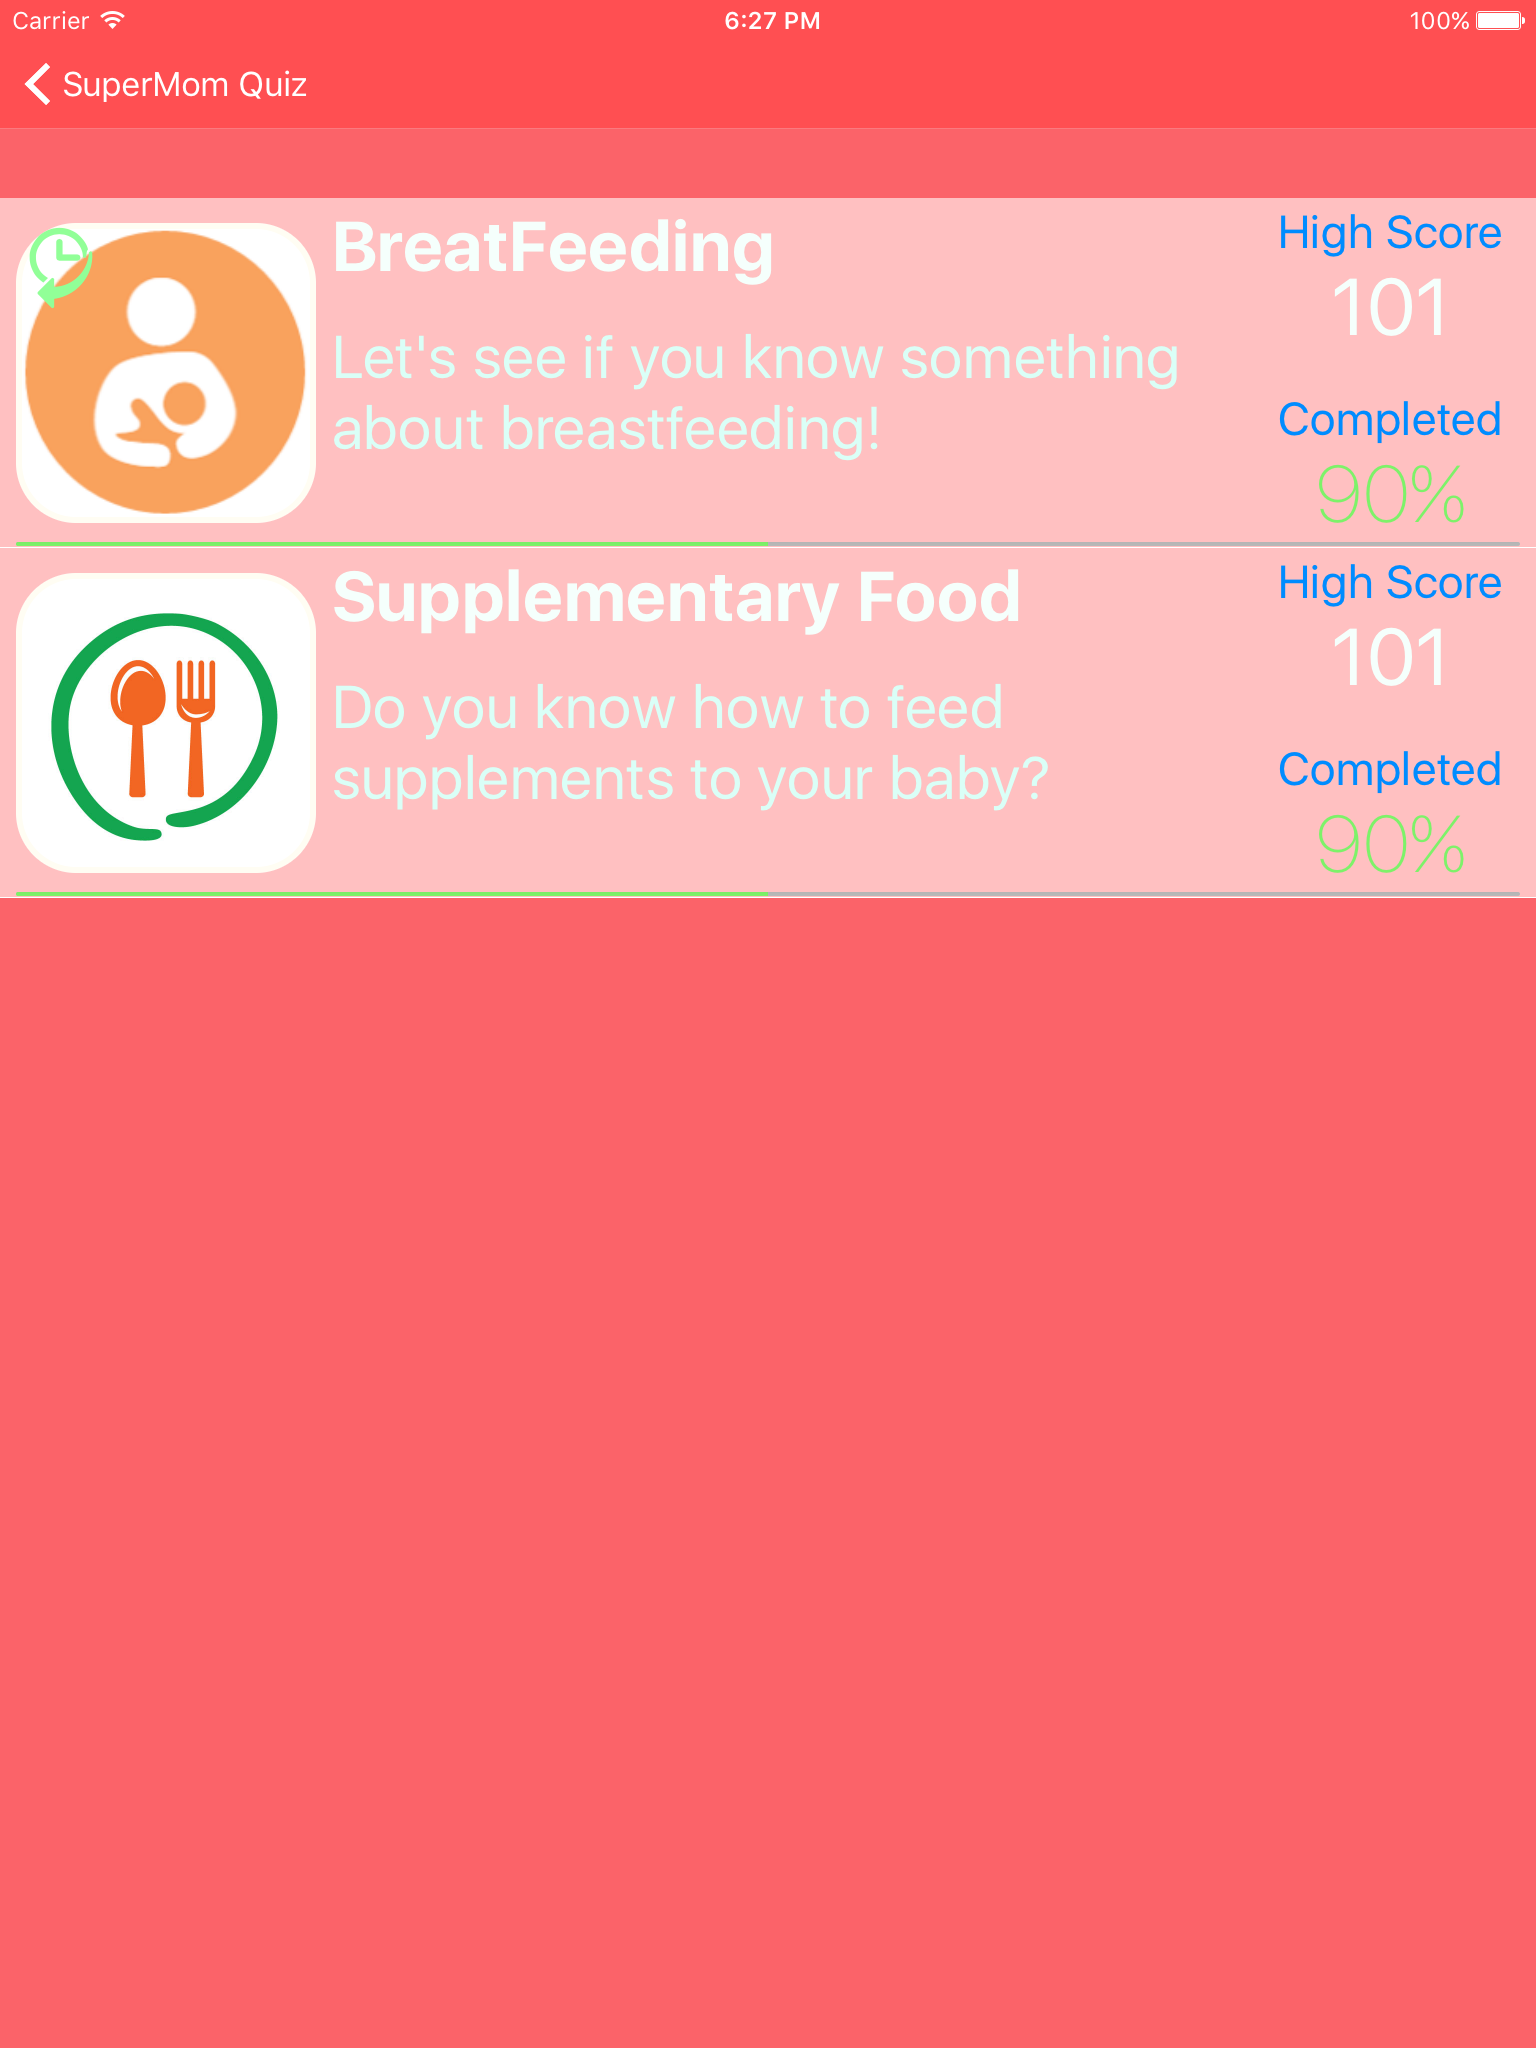 Carrier 6:27 PM 100%
SuperMom Quiz
BreatFeeding
Let's see if you know something
about breastfeeding!
High Score
101
Completed
90%
Supplementary Food
Do you know how to feed
supplements to your baby?
High Score
101
Completed
90%